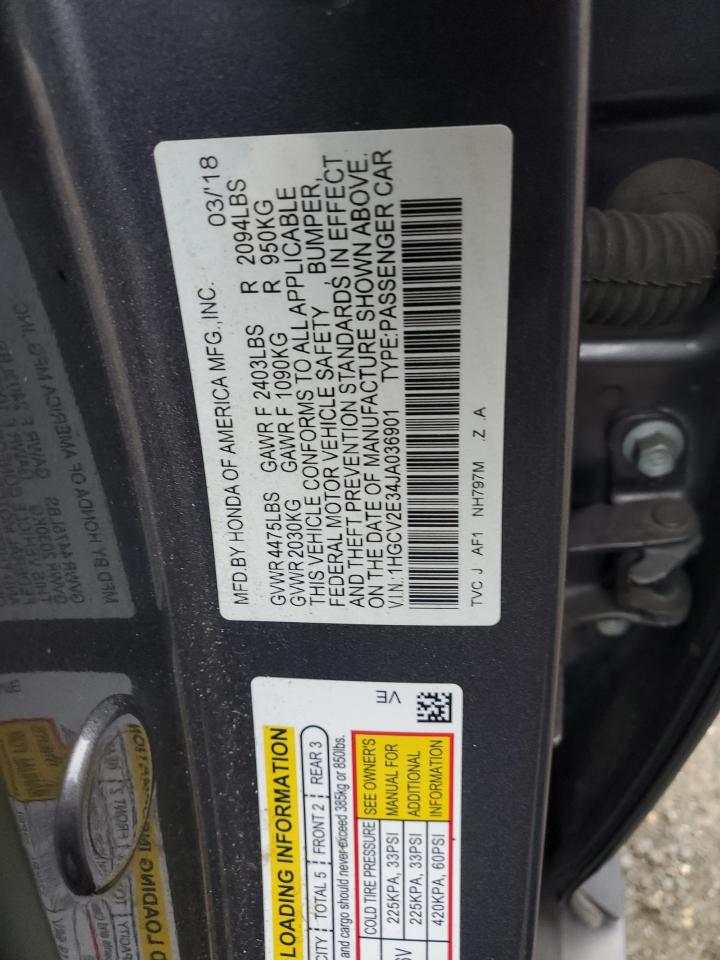 MFD.BY HONDA OF AMERICA MFG.,INC. 03/'18
GVWR4475LBS GAWR F 2403LBS R 2094LBS
GVWR2030KG GAWR F 1090KG R 950KG
THIS VEHICLE CONFORMS TO ALL APPLICABLE
FEDERAL MOTOR VEHICLE SAFETY, BUMPER,
AND THEFT PREVENTION STANDARDS IN EFFECT
ON THE DATE OF MANUFACTURE SHOWN ABOVE.
V.I.N.:1HGCV2E34JA036901 TYPE:PASSENGER CAR
TVC J AF1 NH797M .Z .A
LOADING INFORMATION
TOTAL 5 FRONT 2 REAR 3
and cargo should never exceed 385kg or 850lbs.
COLD TIRE PRESSURE SEE OWNER'S
225KPA, 33PSI MANUAL FOR
225KPA, 33PSI ADDITIONAL
420KPA, 60PSI INFORMATION